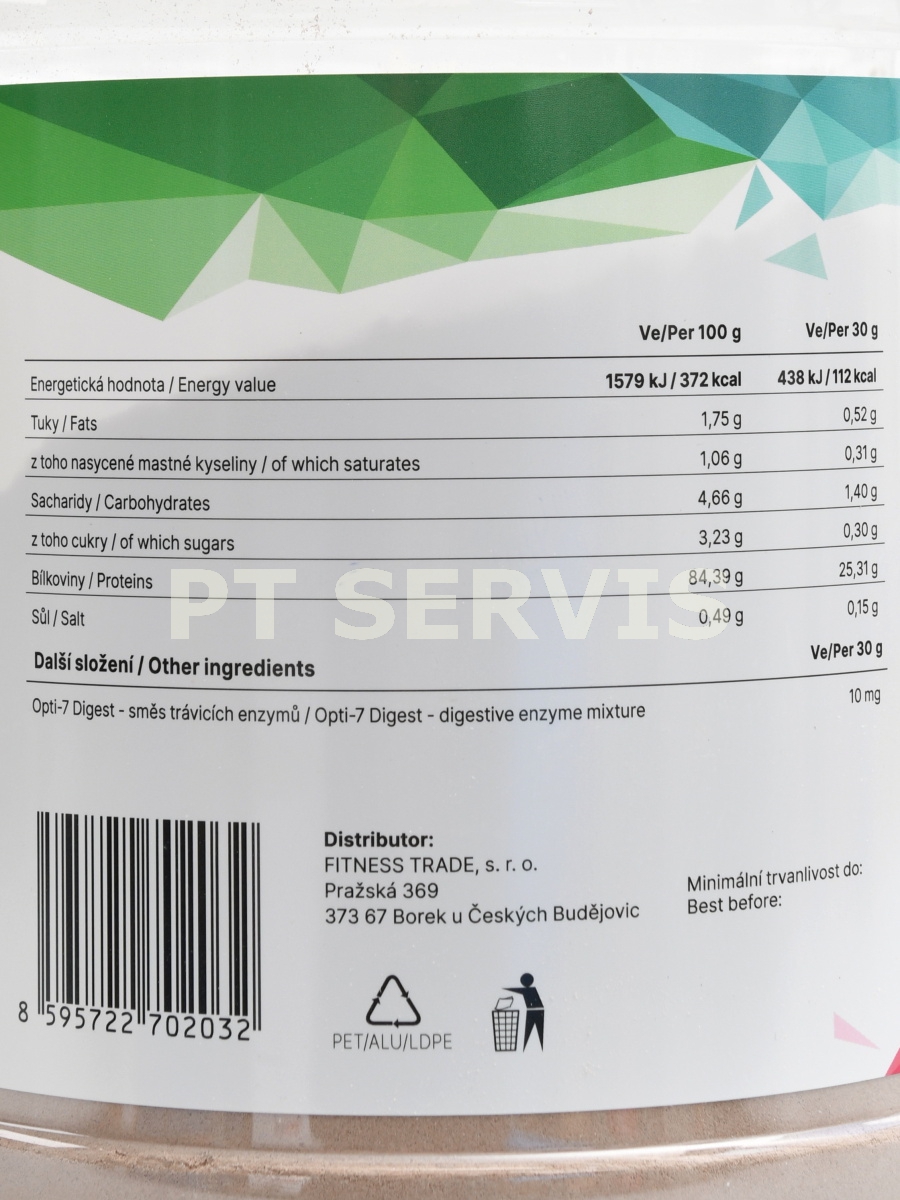 Ve/Per 100 g Ve/Per 30 g
Energetická hodnota / Energy value 1579 kJ / 372 kcal 438 kJ / 112 kcal
Tuky / Fats 1,75 g 0,52 g
z toho nasycené mastné kyseliny / of which saturates 1,06 g 0,31 g
Sacharidy / Carbohydrates 4,66 g 1,40 g
z toho cukry / of which sugars 3,23 g 0,30 g
Bílkoviny / Proteins 84,39 g 25,31 g
PT SERVIS
Sůl / Salt 0,49 g 0,15 g
Další složení / Other ingredients Ve/Per 30 g
Opti-7 Digest - směs trávicích enzymů / Opti-7 Digest - digestive enzyme mixture 10 mg
Distributor:
FITNESS TRADE, s. r. o.
Pražská 369
373 67 Borek u Českých Budějovic
Minimální trvanlivost do:
Best before:
8 595722 702032
PET/ALU/LDPE